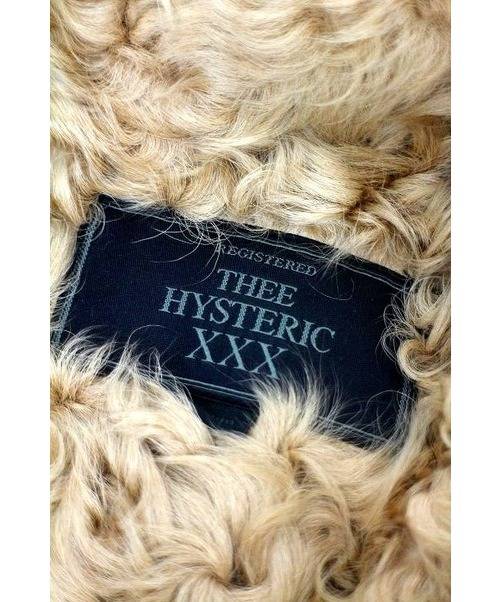 REGISTERED
THEE
HYSTERIC
XXX